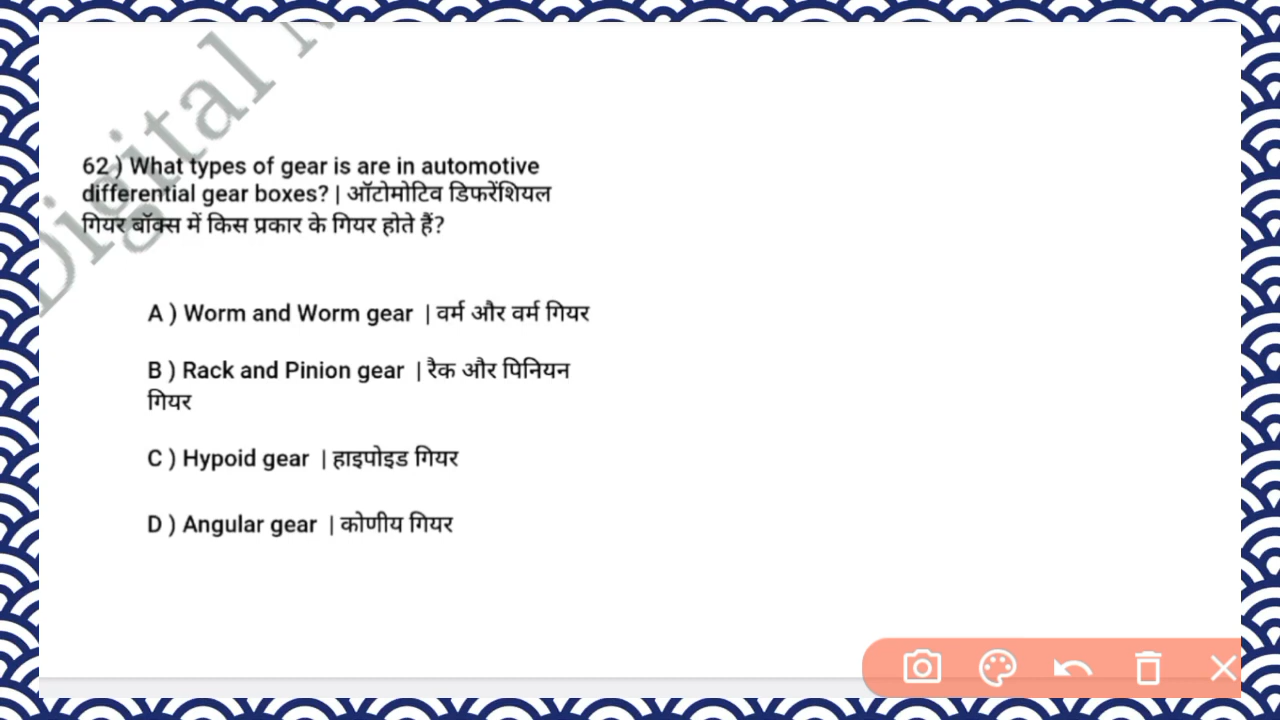 Digital
62 ) What types of gear is are in automotive
differential gear boxes? | ऑटोमोटिव डिफरेंशियल
गियर बॉक्स में किस प्रकार के गियर होते हैं?
A ) Worm and Worm gear | वर्म और वर्म गियर
B ) Rack and Pinion gear | रैक और पिनियन
गियर
C ) Hypoid gear | हाइपोइड गियर
D ) Angular gear | कोणीय गियर